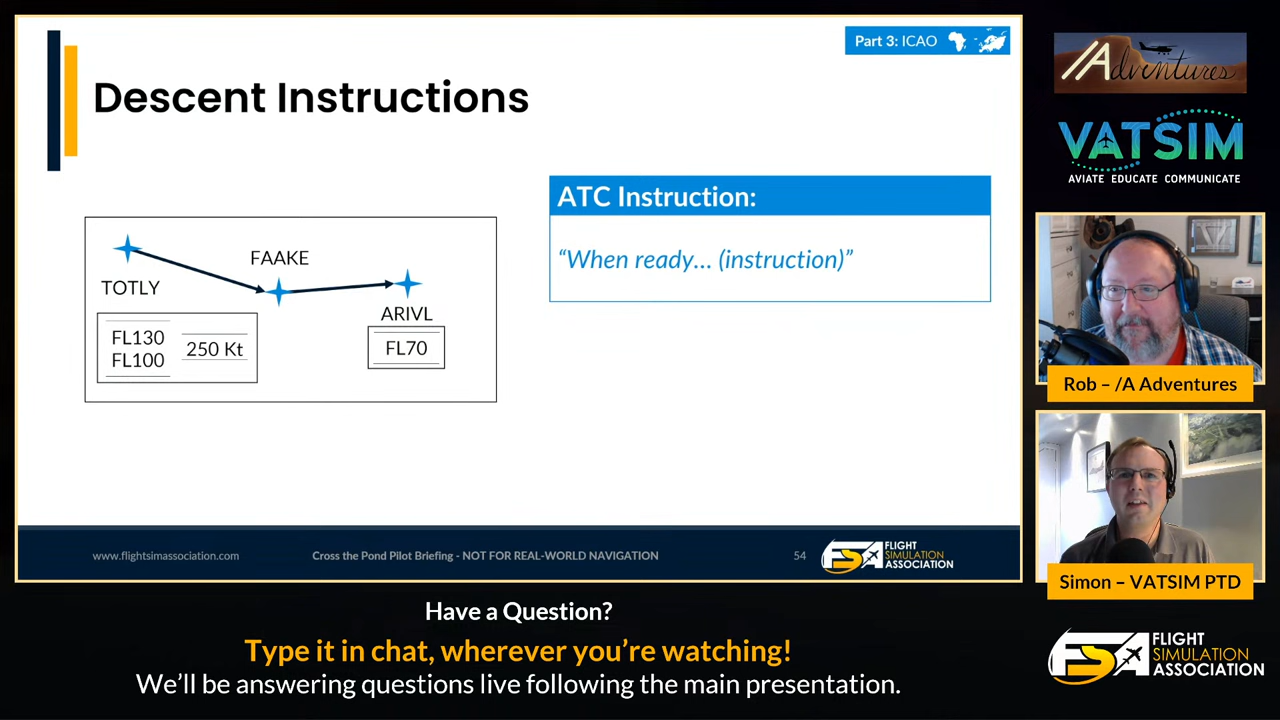 Part 3: ICAO
Descent Instructions
FAAKE
TOTLY
ARIVL
FL130
FL100
250 Kt
FL70
ATC Instruction:
“When ready... (instruction)”
www.flightsimassociation.com
Cross the Pond Pilot Briefing - NOT FOR REAL-WORLD NAVIGATION
54
FSA
FLIGHT
SIMULATION
ASSOCIATION
/Adventures
VATSIM
AVIATE EDUCATE COMMUNICATE
Rob – /A Adventures
Simon – VATSIM PTD
Have a Question?
Type it in chat, wherever you’re watching!
We’ll be answering questions live following the main presentation.
FSA
FLIGHT
SIMULATION
ASSOCIATION